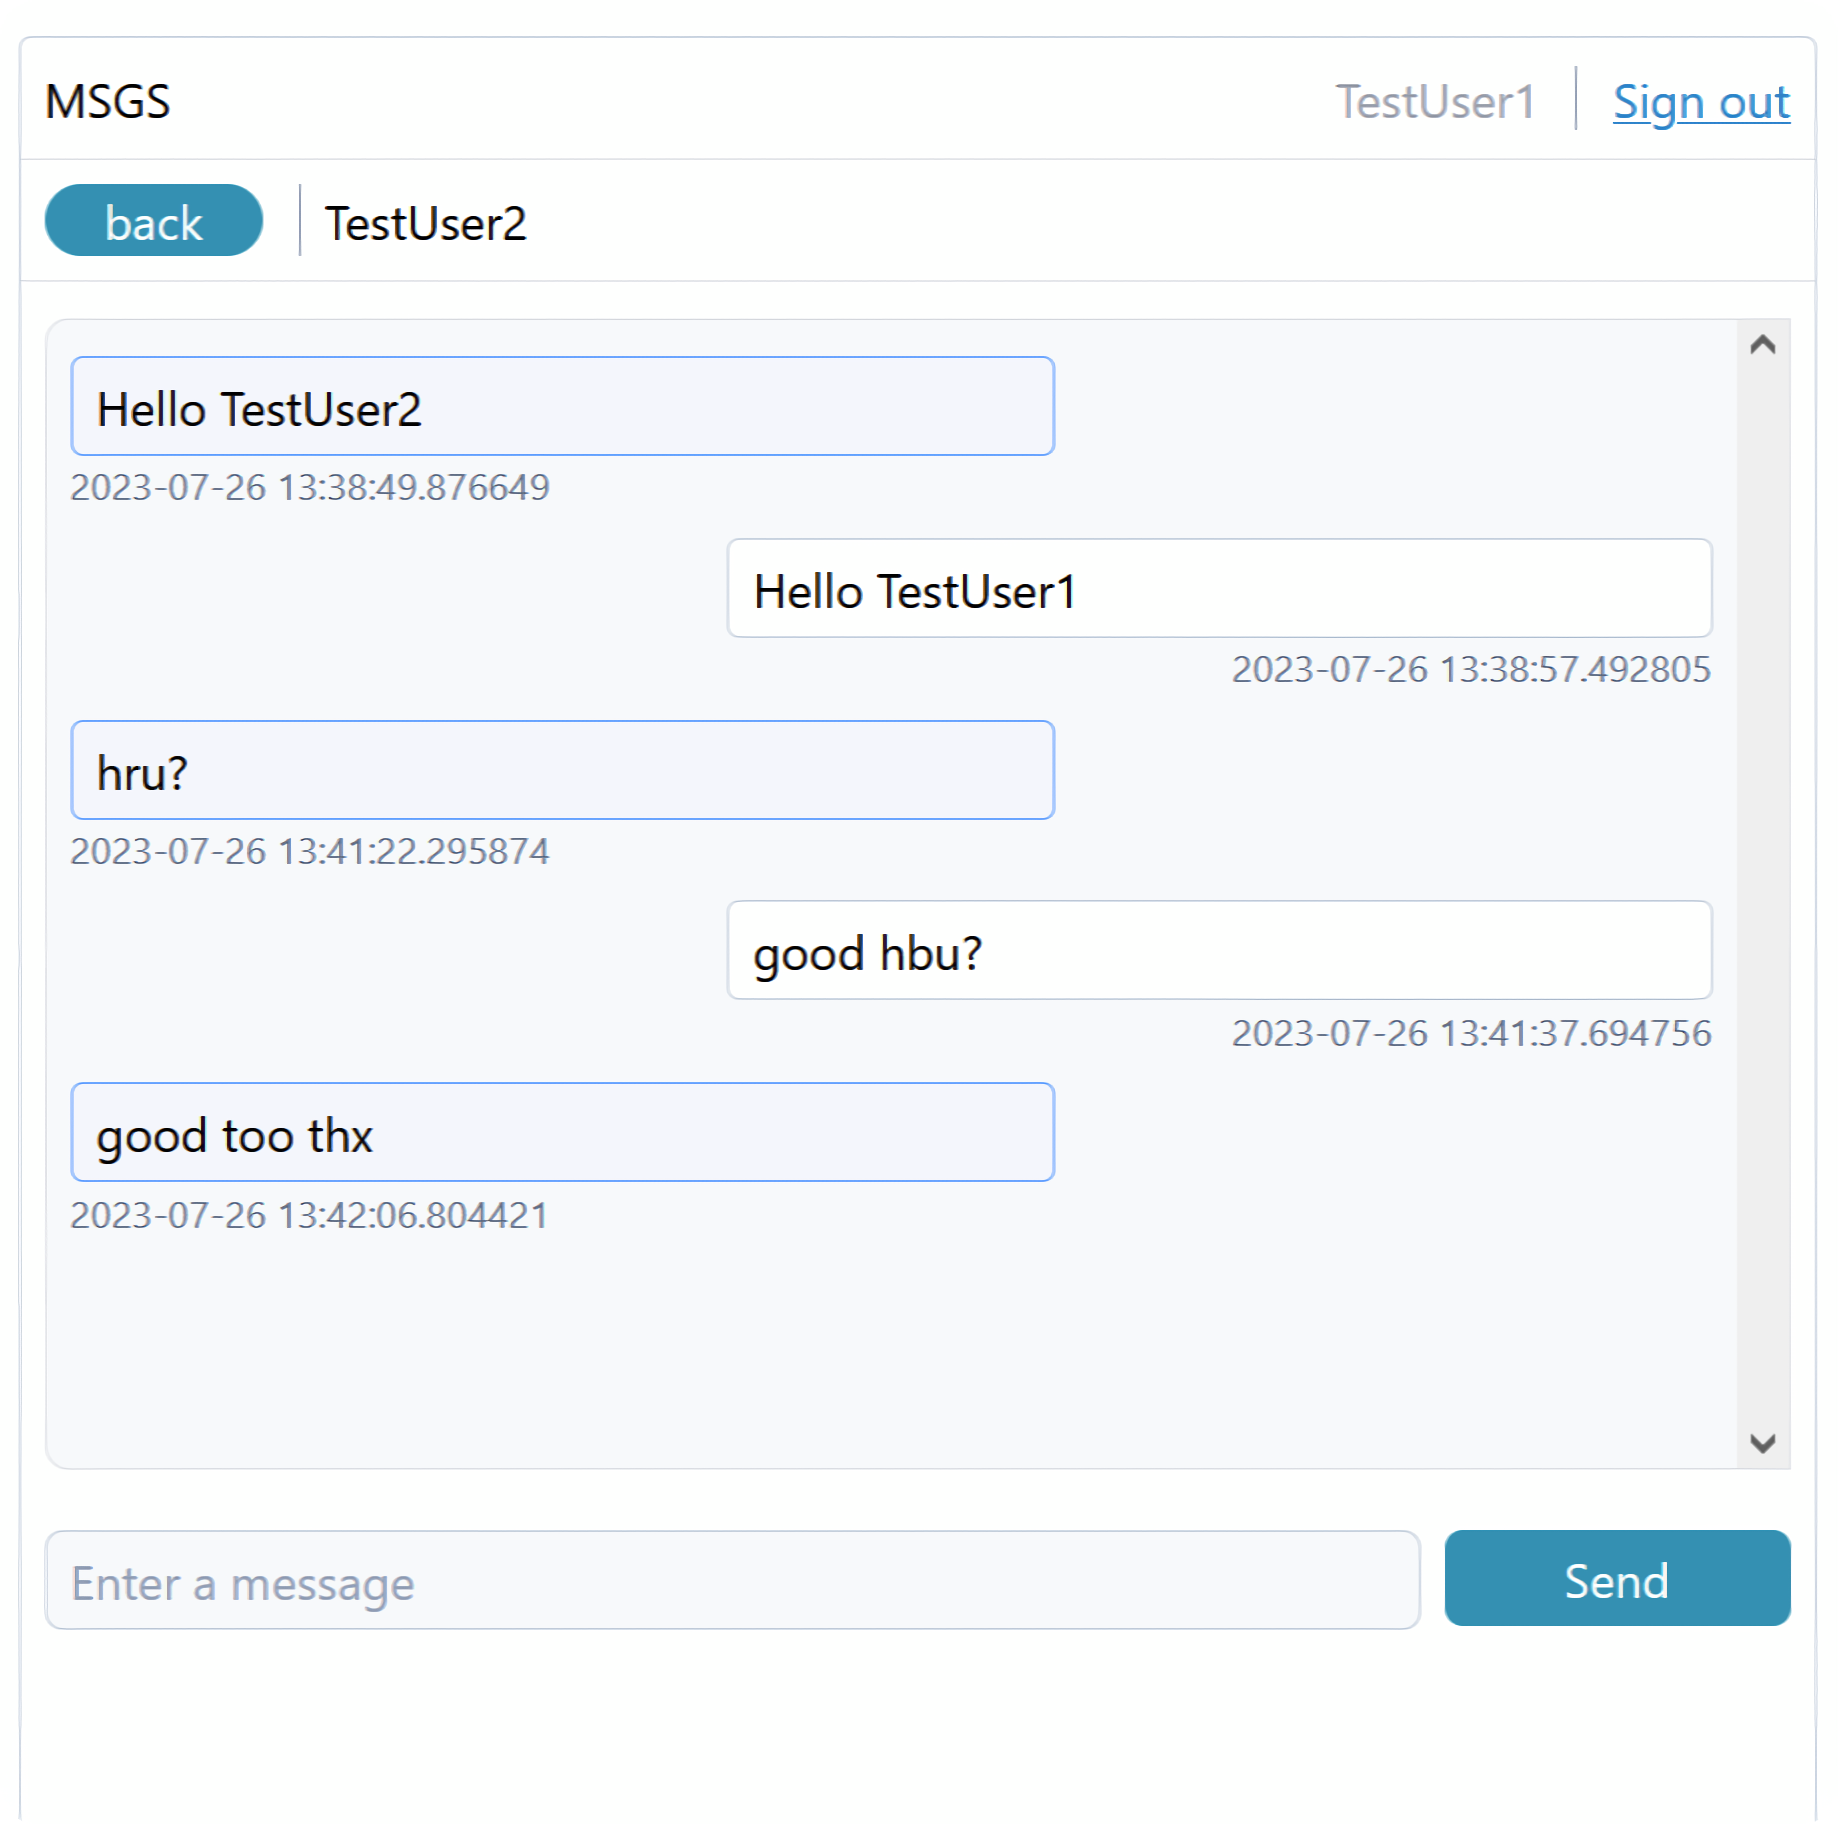 MSGS TestUser1 Sign out
back TestUser2
Hello TestUser2
2023-07-26 13:38:49.876649
Hello TestUser1
2023-07-26 13:38:57.492805
hru?
2023-07-26 13:41:22.295874
good hbu?
2023-07-26 13:41:37.694756
good too thx
2023-07-26 13:42:06.804421
Enter a message Send